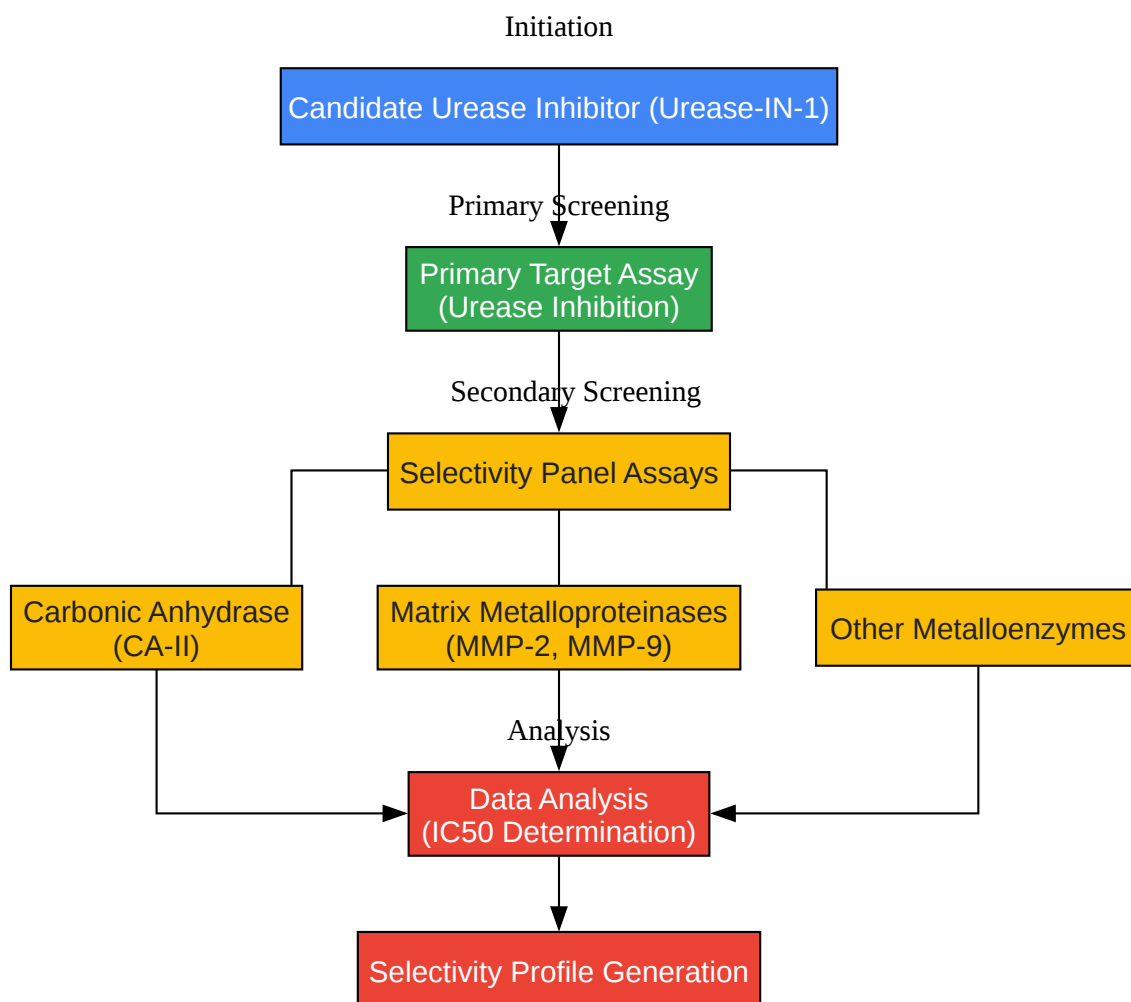 Initiation
Candidate Urease Inhibitor (Urease-IN-1)
Primary Screening
Primary Target Assay
(Urease Inhibition)
Secondary Screening
Selectivity Panel Assays
Carbonic Anhydrase
(CA-II)
Matrix Metalloproteinases
(MMP-2, MMP-9)
Other Metalloenzymes
Analysis
Data Analysis
(IC50 Determination)
Selectivity Profile Generation